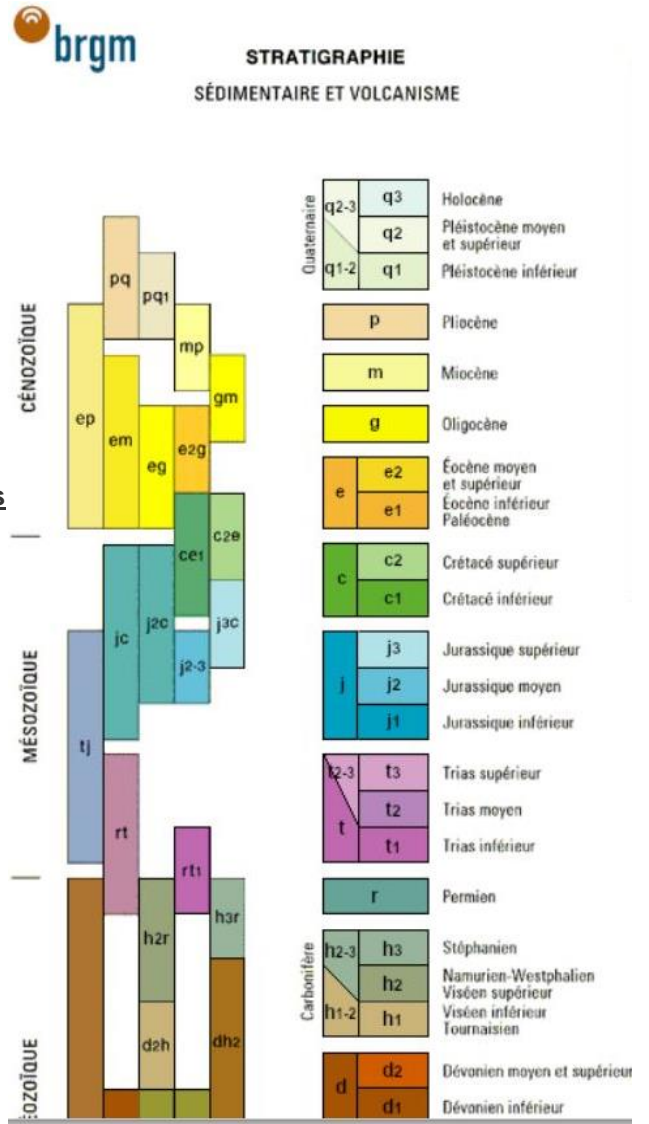 brgm
STRATIGRAPHIE
SÉDIMENTAIRE ET VOLCANISME
Quaternaire
q2-3
q3
Holocène
q2
Pléistocène moyen
et supérieur
q1-2
q1
Pléistocène inférieur
CÉNOZOÏQUE
pq
pq1
p
Pliocène
mp
m
Miocène
gm
ep
em
eg
e2g
g
Oligocène
e
e2
Éocène moyen
et supérieur
e1
Éocène inférieur
Paléocène
s
ce1
c2e
c
c2
Crétacé supérieur
c1
Crétacé inférieur
MÉSOZOÏQUE
jc
j2c
j3c
j2-3
j
j3
Jurassique supérieur
j2
Jurassique moyen
j1
Jurassique inférieur
tj
t2-3
t3
Trias supérieur
t2
Trias moyen
t
t1
Trias inférieur
rt
rt1
r
Permien
h2r
h3r
Carbonifère
h2-3
h3
Stéphanien
h2
Namurien-Westphalien
Viséen supérieur
h1-2
h1
Viséen inférieur
Tournaisien
ÉOZOÏQUE
d2h
dh2
d
d2
Dévonien moyen et supérieur
d1
Dévonien inférieur